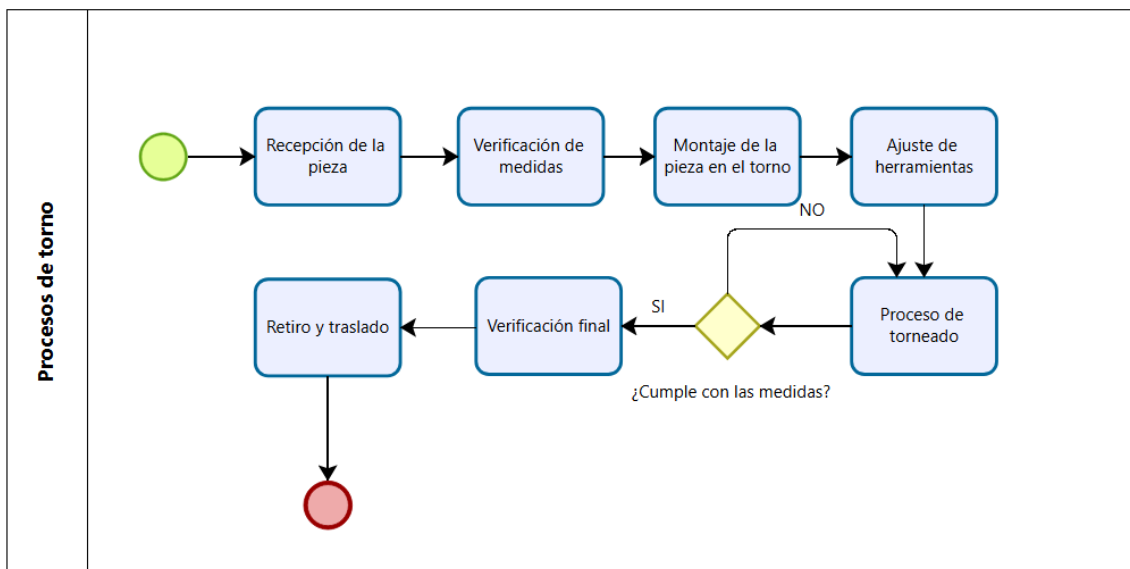 Procesos de torno
Recepción de la
pieza
Verificación de
medidas
Montaje de la
pieza en el torno
Ajuste de
herramientas
NO
Proceso de
torneado
¿Cumple con las medidas?
SI
Verificación final
Retiro y traslado